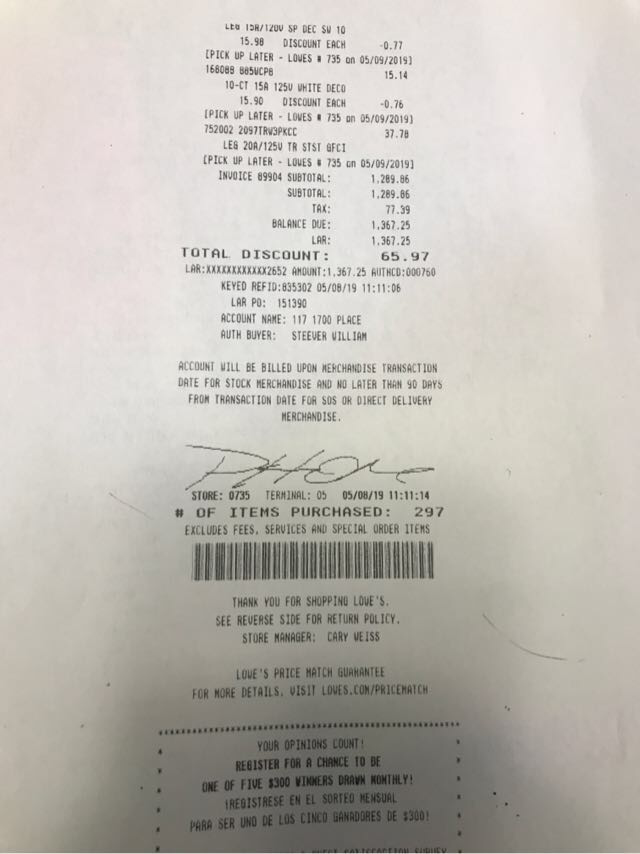 LEG 15A/120V SP DEC SW 10
15.98 DISCOUNT EACH -0.77
[PICK UP LATER - LOWES # 735 on 05/09/2019]
168088 885WCP8 15.14
10-CT 15A 125V WHITE DECO
15.90 DISCOUNT EACH -0.76
[PICK UP LATER - LOWES # 735 on 05/09/2019]
752002 2097TRW3PKCC 37.78
LEG 20A/125V TR STST GFCI
[PICK UP LATER - LOWES # 735 on 05/09/2019]
INVOICE 89904 SUBTOTAL: 1,289.86
SUBTOTAL: 1,289.86
TAX: 77.39
BALANCE DUE: 1,367.25
LAR: 1,367.25
TOTAL DISCOUNT: 65.97
LAR:XXXXXXXXXXXX2652 AMOUNT:1,367.25 AUTHCD:000760
KEYED REFID:835302 05/08/19 11:11:06
LAR PO: 151390
ACCOUNT NAME: 117 1700 PLACE
AUTH BUYER: STEEVER WILLIAM
ACCOUNT WILL BE BILLED UPON MERCHANDISE TRANSACTION
DATE FOR STOCK MERCHANDISE AND NO LATER THAN 90 DAYS
FROM TRANSACTION DATE FOR SOS OR DIRECT DELIVERY
MERCHANDISE.
STORE: 0735 TERMINAL: 05 05/08/19 11:11:14
# OF ITEMS PURCHASED: 297
EXCLUDES FEES, SERVICES AND SPECIAL ORDER ITEMS
THANK YOU FOR SHOPPING LOWE'S.
SEE REVERSE SIDE FOR RETURN POLICY.
STORE MANAGER: CARY WEISS
LOWE'S PRICE MATCH GUARANTEE
FOR MORE DETAILS, VISIT LOWES.COM/PRICEMATCH
YOUR OPINIONS COUNT!
REGISTER FOR A CHANCE TO BE
ONE OF FIVE $300 WINNERS DRAWN MONTHLY!
¡REGISTRESE EN EL SORTEO MENSUAL
PARA SER UNO DE LOS CINCO GANADORES DE $300!